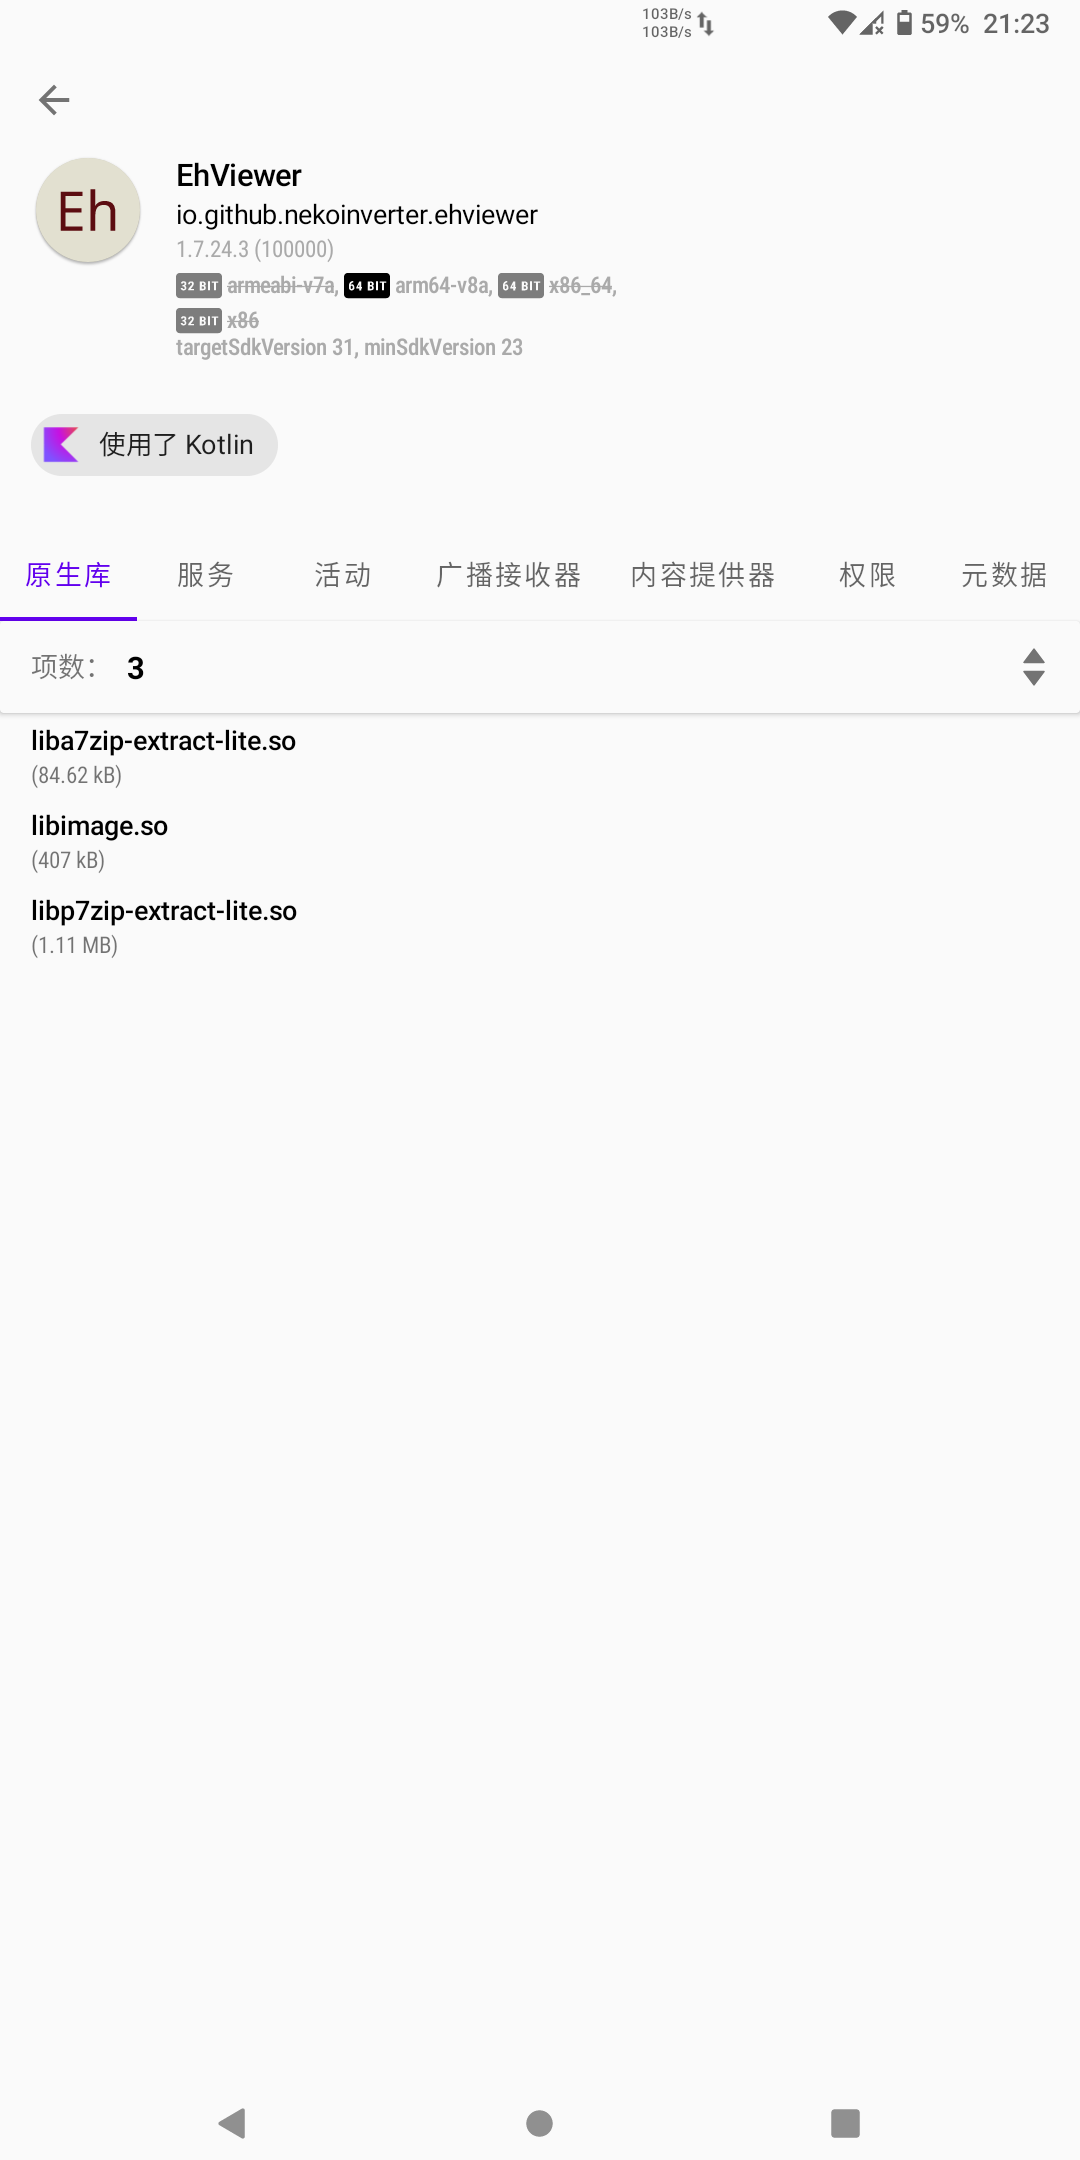 103B/s
103B/s
59% 21:23
Eh
EhViewer
io.github.nekoinverter.ehviewer
1.7.24.3 (100000)
32 BIT armeabi-v7a, 64 BIT arm64-v8a, 64 BIT x86_64,
32 BIT x86
targetSdkVersion 31, minSdkVersion 23
使用了 Kotlin
原生库 服务 活动 广播接收器 内容提供器 权限 元数据
项数： 3
liba7zip-extract-lite.so
(84.62 kB)
libimage.so
(407 kB)
libp7zip-extract-lite.so
(1.11 MB)